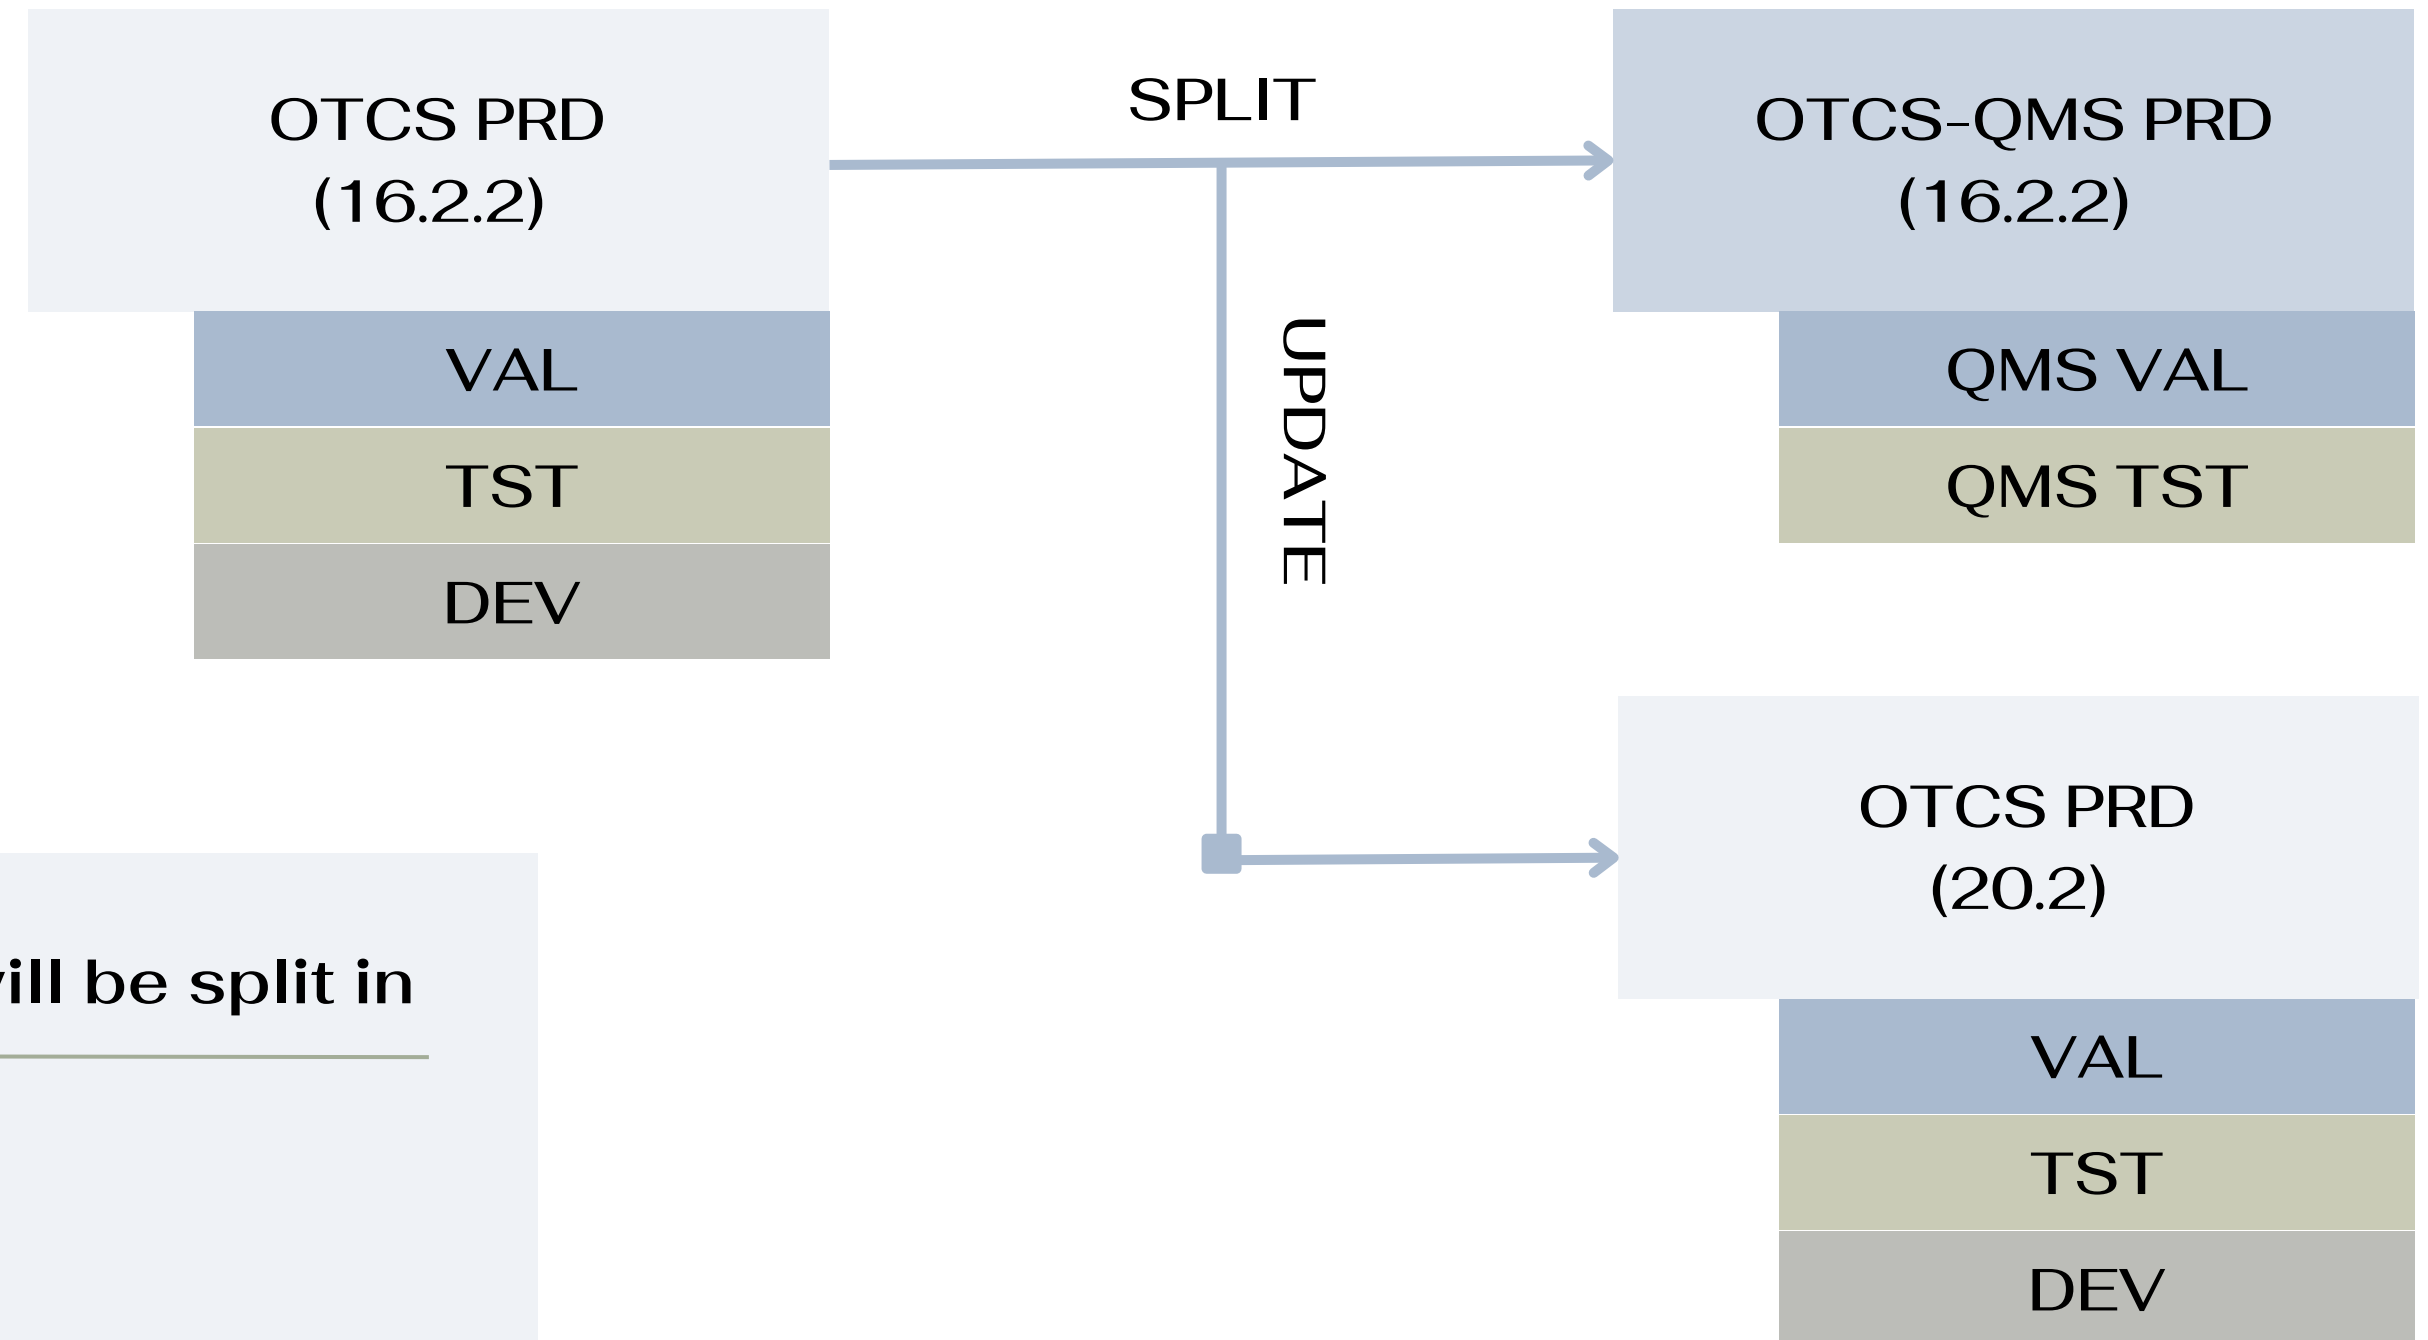 OTCS PRD
(16.2.2)
VAL
TST
DEV
SPLIT
UPDATE
OTCS-QMS PRD
(16.2.2)
QMS VAL
QMS TST
OTCS PRD
(20.2)
VAL
TST
DEV
be split in